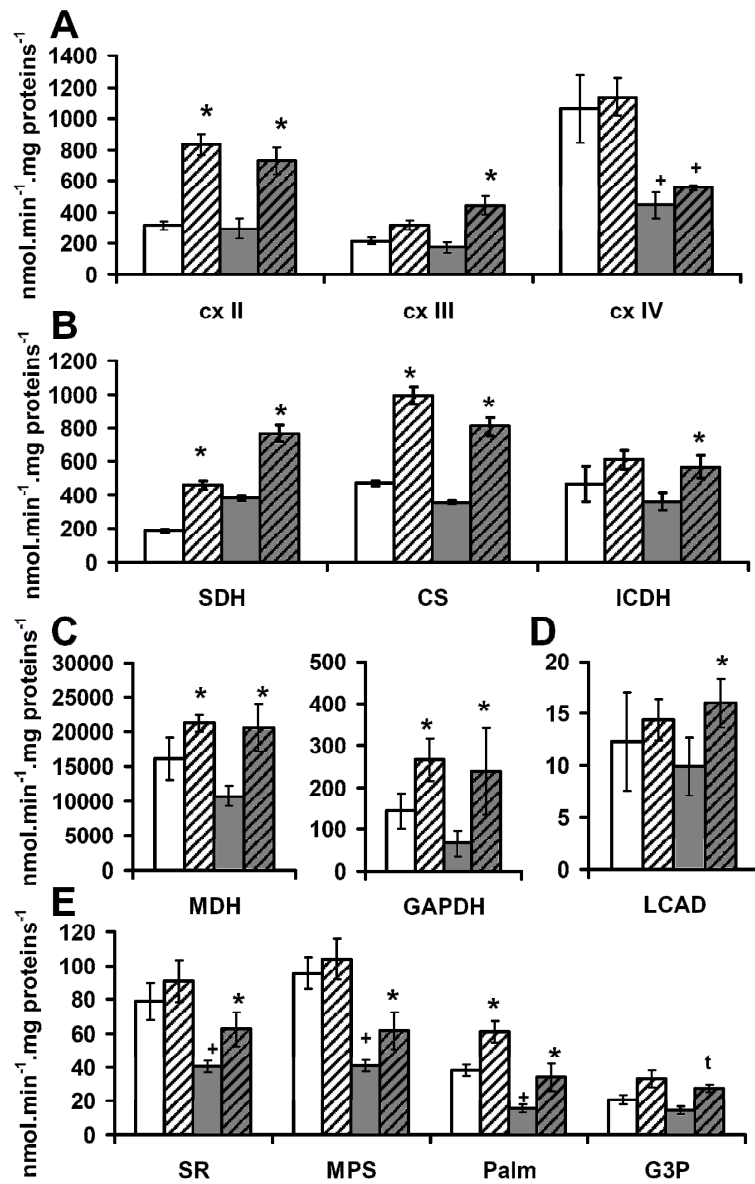 A
nmol.min⁻¹.mg proteins⁻¹
1400
1200
1000
800
600
400
200
0
* * * + +
cx II cx III cx IV
B
nmol.min⁻¹.mg proteins⁻¹
1200
1000
800
600
400
200
0
* * * * *
SDH CS ICDH
C
nmol.min⁻¹.mg proteins⁻¹
30000
25000
20000
15000
10000
5000
0
* *
MDH
500
400
300
200
100
0
* *
GAPDH
D
20
15
10
5
0
*
LCAD
E
nmol.min⁻¹.mg proteins⁻¹
120
100
80
60
40
20
0
+ * + * * + * t
SR MPS Palm G3P